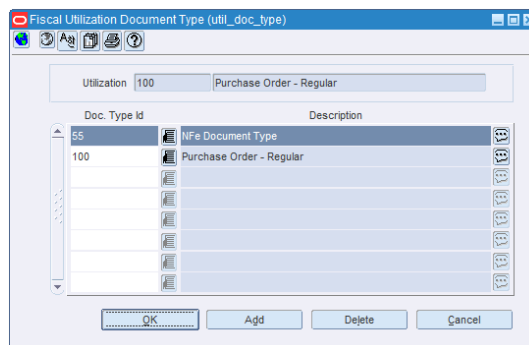 Fiscal Utilization Document Type (util_doc_type)
Utilization 100 Purchase Order - Regular
Doc. Type Id Description
55 NFe Document Type
100 Purchase Order - Regular
OK Add Delete Cancel